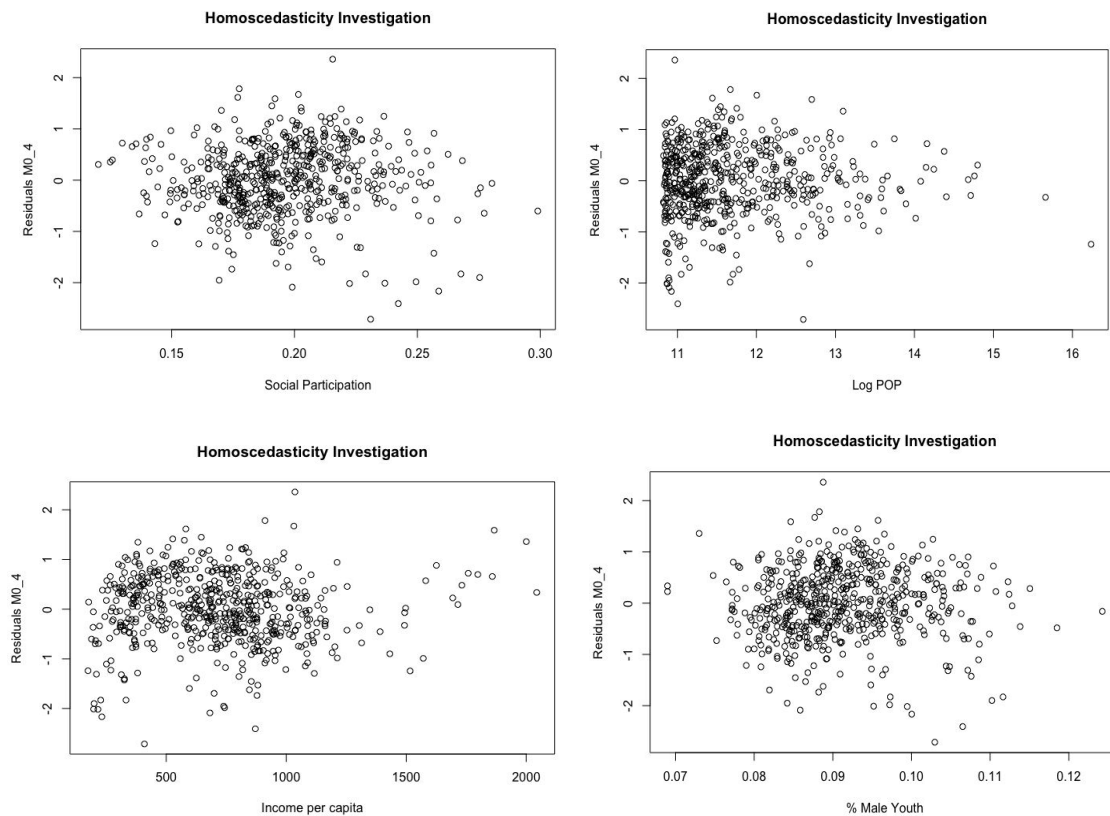 Homoscedasticity Investigation
Residuals M0_4
2
1
0
-1
-2
0.15 0.20 0.25 0.30
Social Participation
Homoscedasticity Investigation
Residuals M0_4
2
1
0
-1
-2
11 12 13 14 15 16
Log POP
Homoscedasticity Investigation
Residuals M0_4
2
1
0
-1
-2
500 1000 1500 2000
Income per capita
Homoscedasticity Investigation
Residuals M0_4
2
1
0
-1
-2
0.07 0.08 0.09 0.10 0.11 0.12
% Male Youth